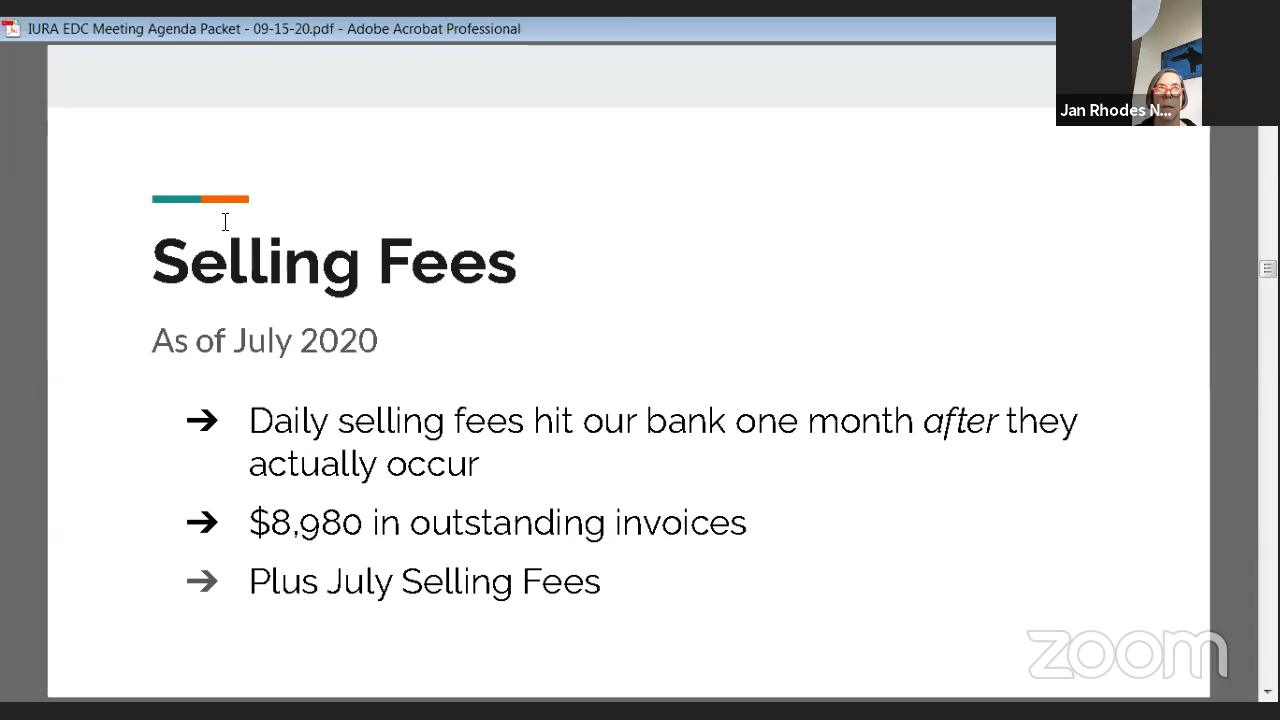 IURA EDC Meeting Agenda Packet - 09-15-20.pdf - Adobe Acrobat Professional
Jan Rhodes N...
Selling Fees
As of July 2020
➔ Daily selling fees hit our bank one month after they
actually occur
➔ $8,980 in outstanding invoices
➔ Plus July Selling Fees
zoom